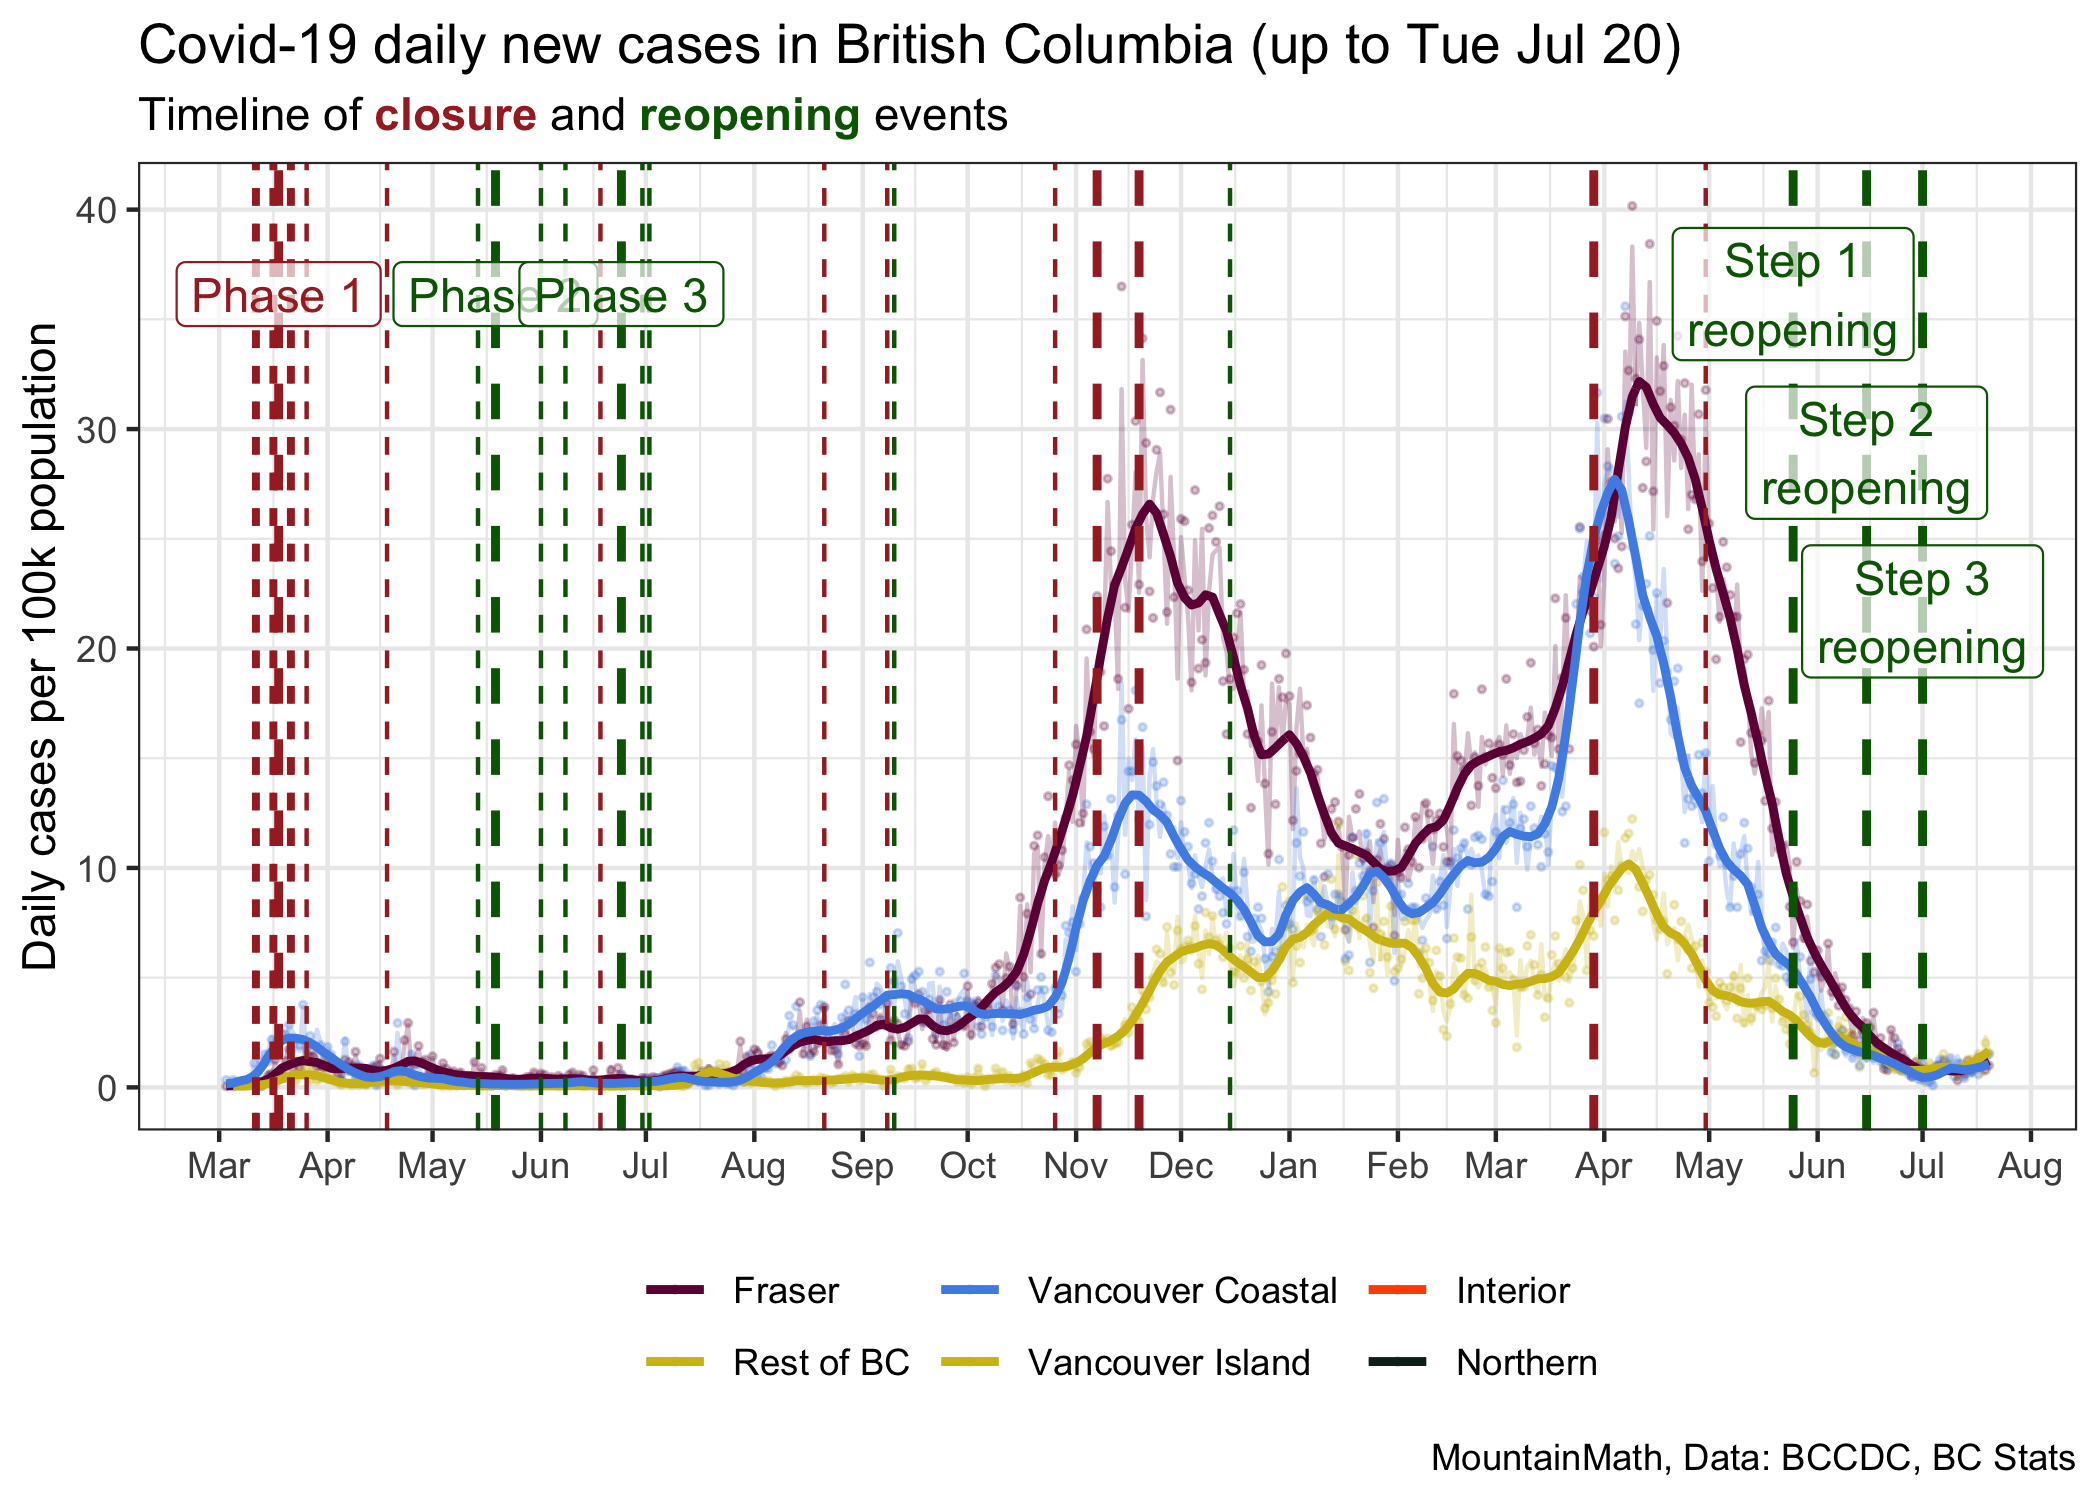 Covid-19 daily new cases in British Columbia (up to Tue Jul 20)
Timeline of closure and reopening events
Daily cases per 100k population
40
30
20
10
0
Phase 1
Phase 2
Phase 3
Step 1
reopening
Step 2
reopening
Step 3
reopening
Mar Apr May Jun Jul Aug Sep Oct Nov Dec Jan Feb Mar Apr May Jun Jul Aug
Fraser Vancouver Coastal Interior
Rest of BC Vancouver Island Northern
MountainMath, Data: BCCDC, BC Stats